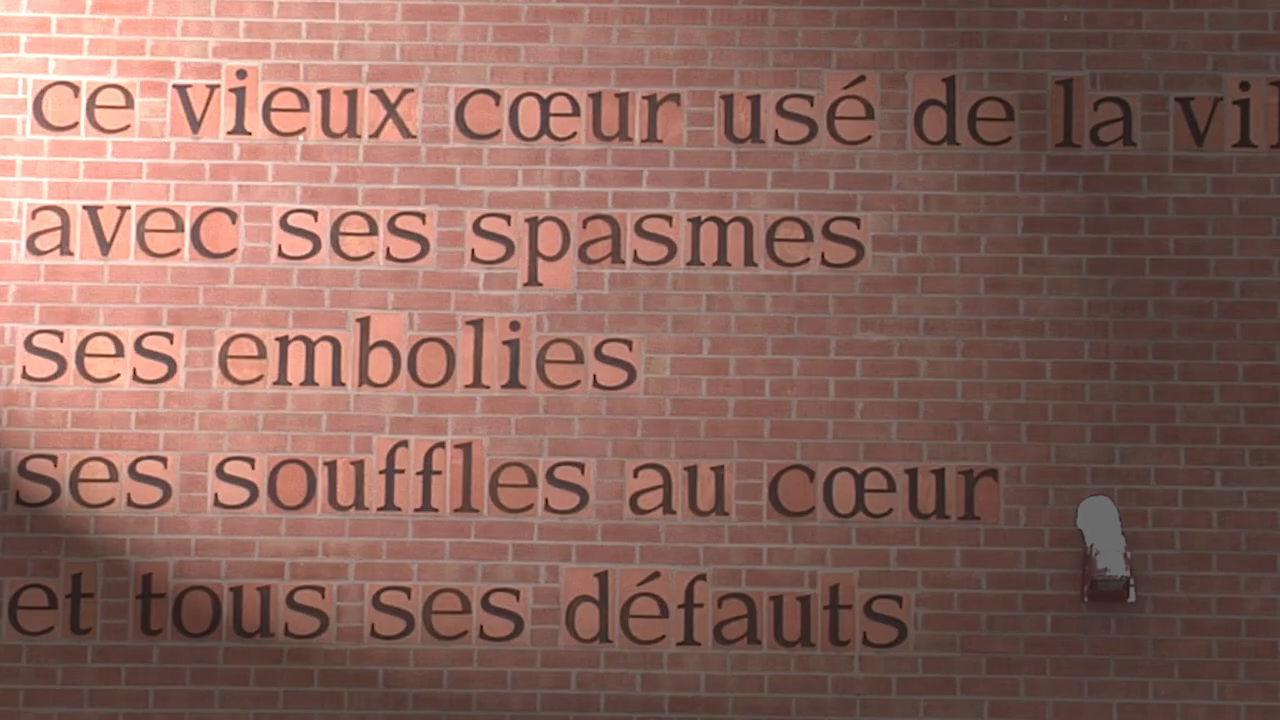 ce vieux cœur usé de la vil
avec ses spasmes
ses embolies
ses souffles au cœur
et tous ses défauts